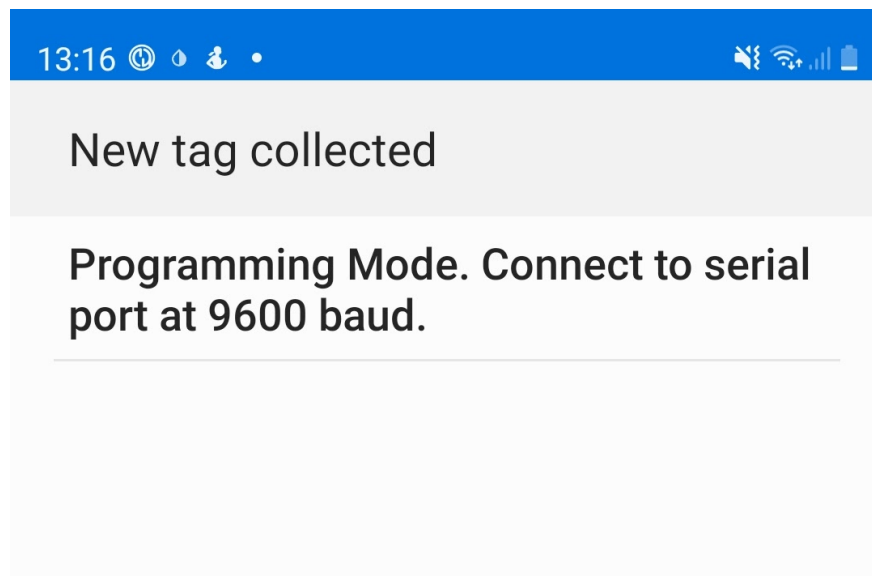 13:16
New tag collected
Programming Mode. Connect to serial
port at 9600 baud.